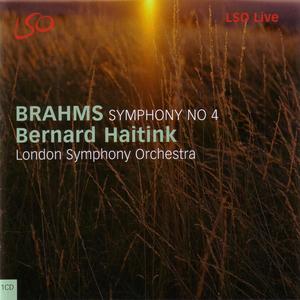 LSO
LSO Live
BRAHMS SYMPHONY NO 4
Bernard Haitink
London Symphony Orchestra
1CD